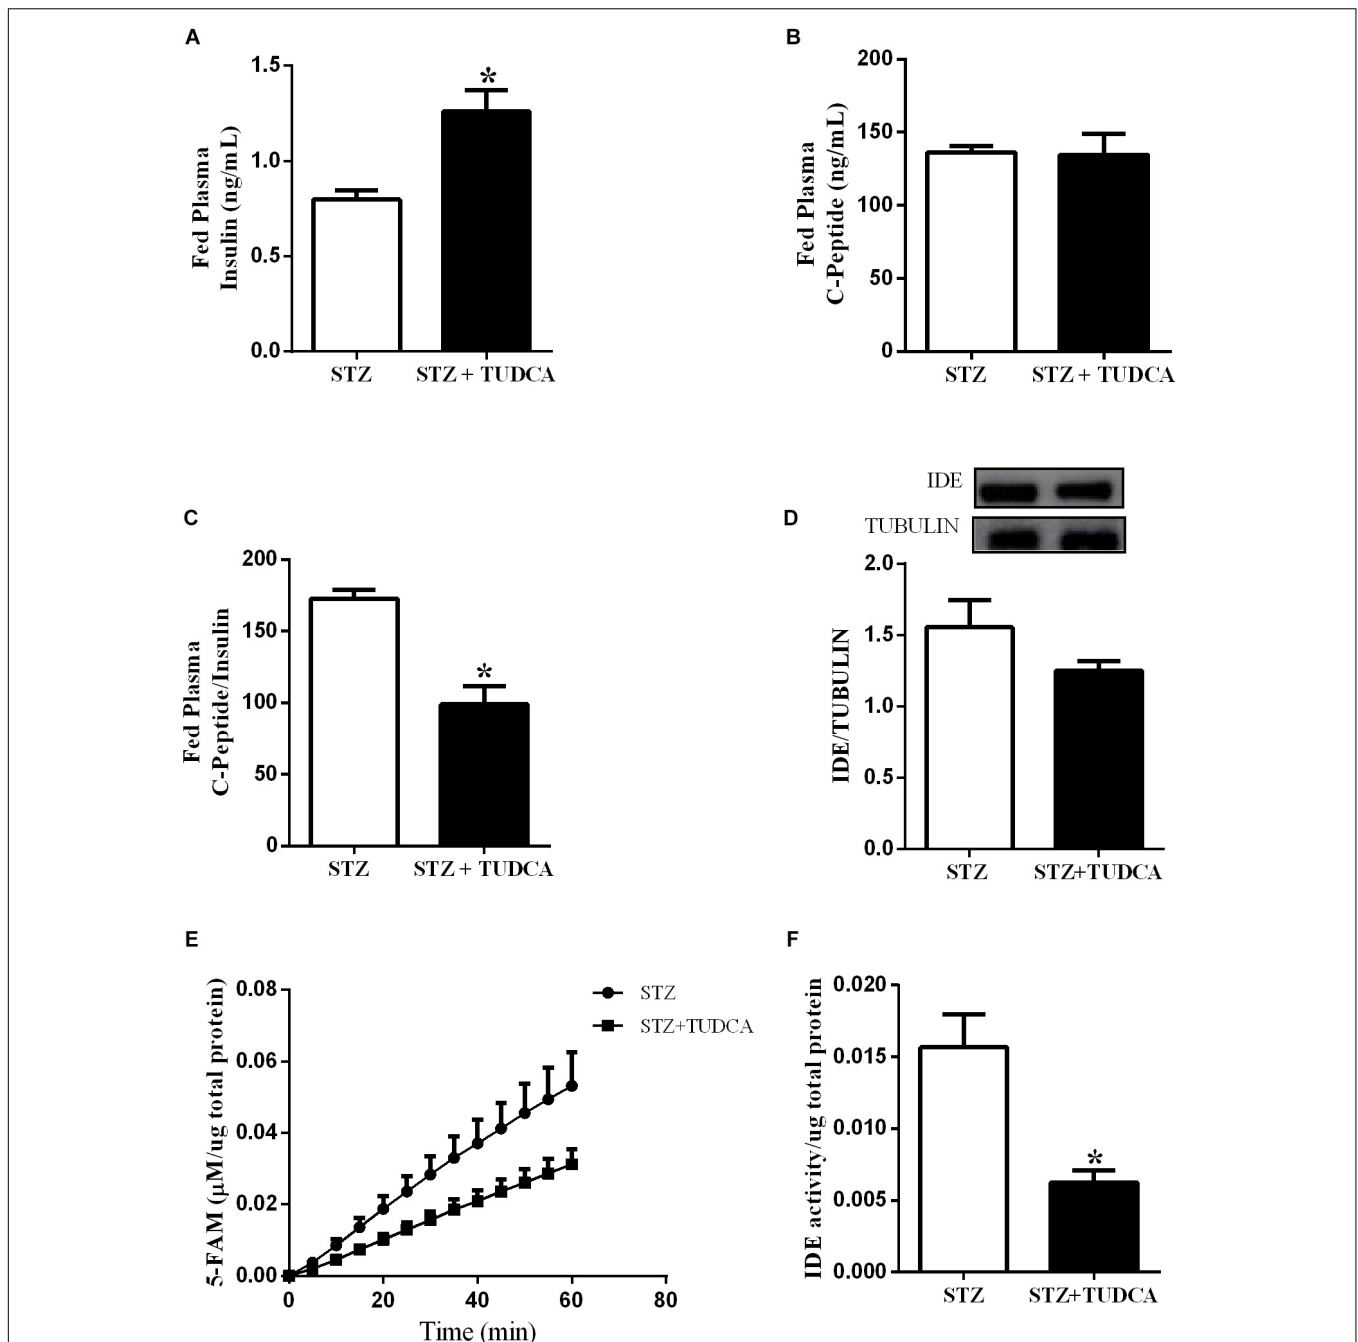 A
1.5
1.0
0.5
0.0
Fed Plasma
Insulin (ng/mL)
*
STZ
STZ + TUDCA
B
200
150
100
50
0
Fed Plasma
C-Peptide (ng/mL)
STZ
STZ + TUDCA
C
200
150
100
50
0
Fed Plasma
C-Peptide/Insulin
*
STZ
STZ + TUDCA
D
IDE
TUBULIN
2.0
1.5
1.0
0.5
0.0
IDE/TUBULIN
STZ
STZ+TUDCA
E
0.08
0.06
0.04
0.02
0.00
5-FAM (µM/ug total protein)
STZ
STZ+TUDCA
0
20
40
60
80
Time (min)
F
0.020
0.015
0.010
0.005
0.000
IDE activity/ug total protein
*
STZ
STZ+TUDCA